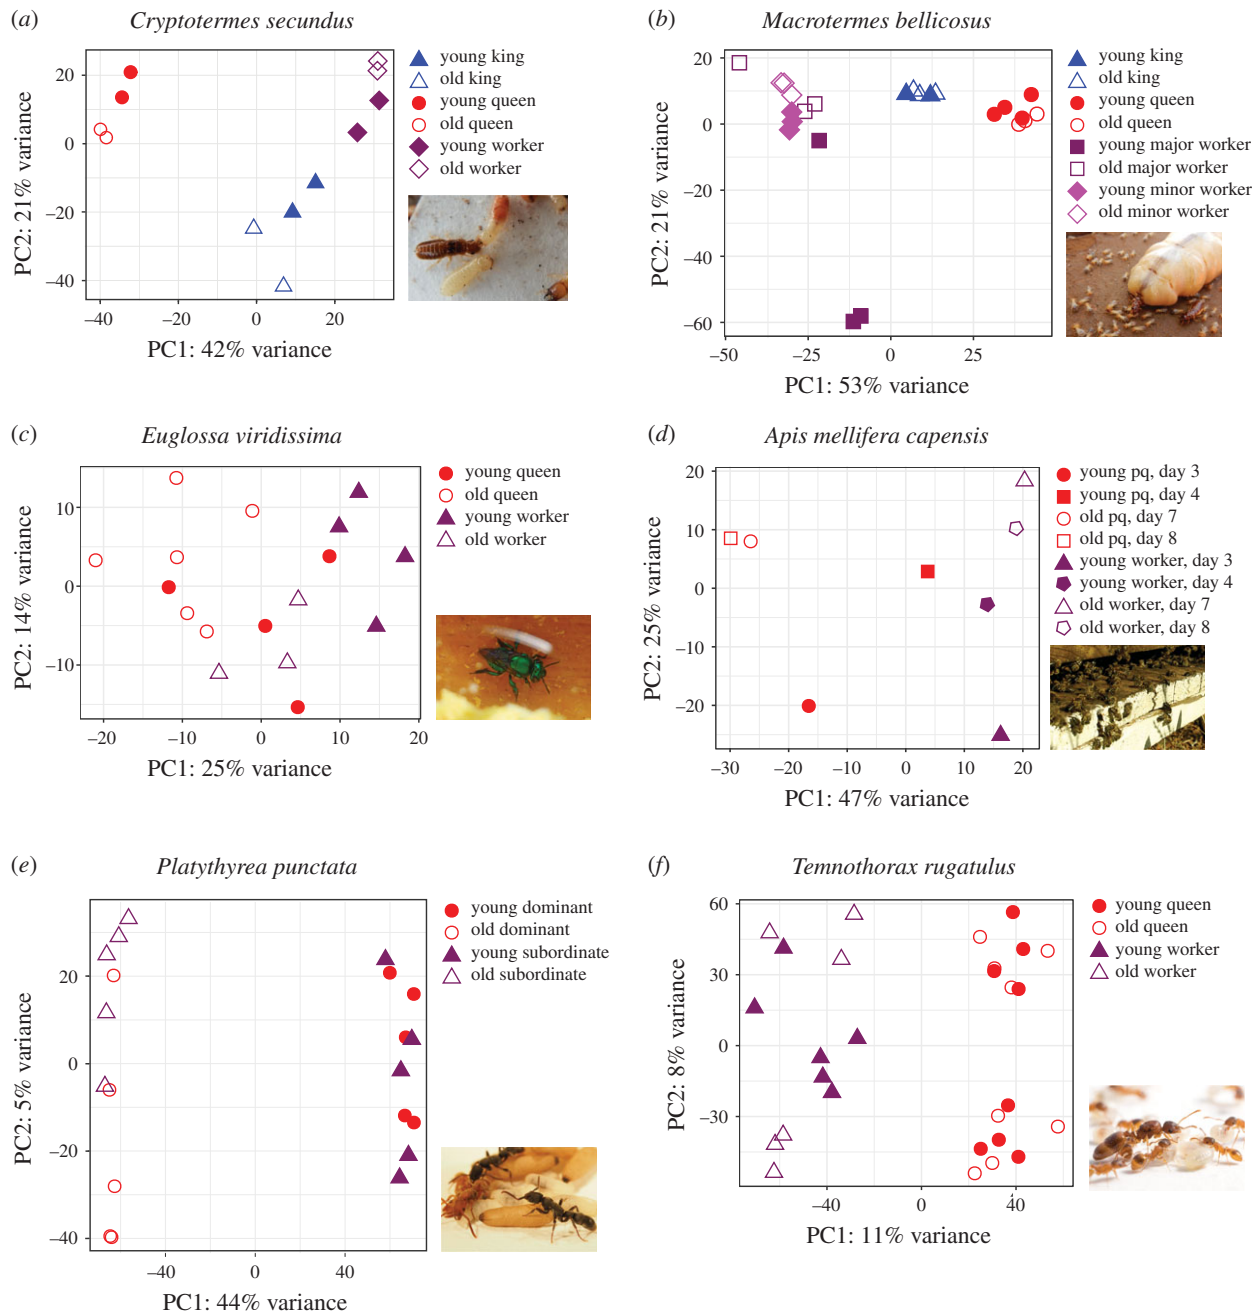 (a) Cryptotermes secundus
20
0
−20
−40
PC2: 21% variance
−40 −20 0 20
PC1: 42% variance
young king
old king
young queen
old queen
young worker
old worker
(b) Macrotermes bellicosus
20
0
−20
−40
−60
PC2: 21% variance
−50 −25 0 25
PC1: 53% variance
young king
old king
young queen
old queen
young major worker
old major worker
young minor worker
old minor worker
(c) Euglossa viridissima
10
0
−10
PC2: 14% variance
−20 −10 0 10 20
PC1: 25% variance
young queen
old queen
young worker
old worker
(d) Apis mellifera capensis
20
10
0
−10
−20
PC2: 25% variance
−30 −20 −10 0 10 20
PC1: 47% variance
young pq, day 3
young pq, day 4
old pq, day 7
old pq, day 8
young worker, day 3
young worker, day 4
old worker, day 7
old worker, day 8
(e) Platythyrea punctata
20
0
−20
−40
PC2: 5% variance
−40 0 40
PC1: 44% variance
young dominant
old dominant
young subordinate
old subordinate
(f) Temnothorax rugatulus
60
30
0
−30
PC2: 8% variance
−40 0 40
PC1: 11% variance
young queen
old queen
young worker
old worker